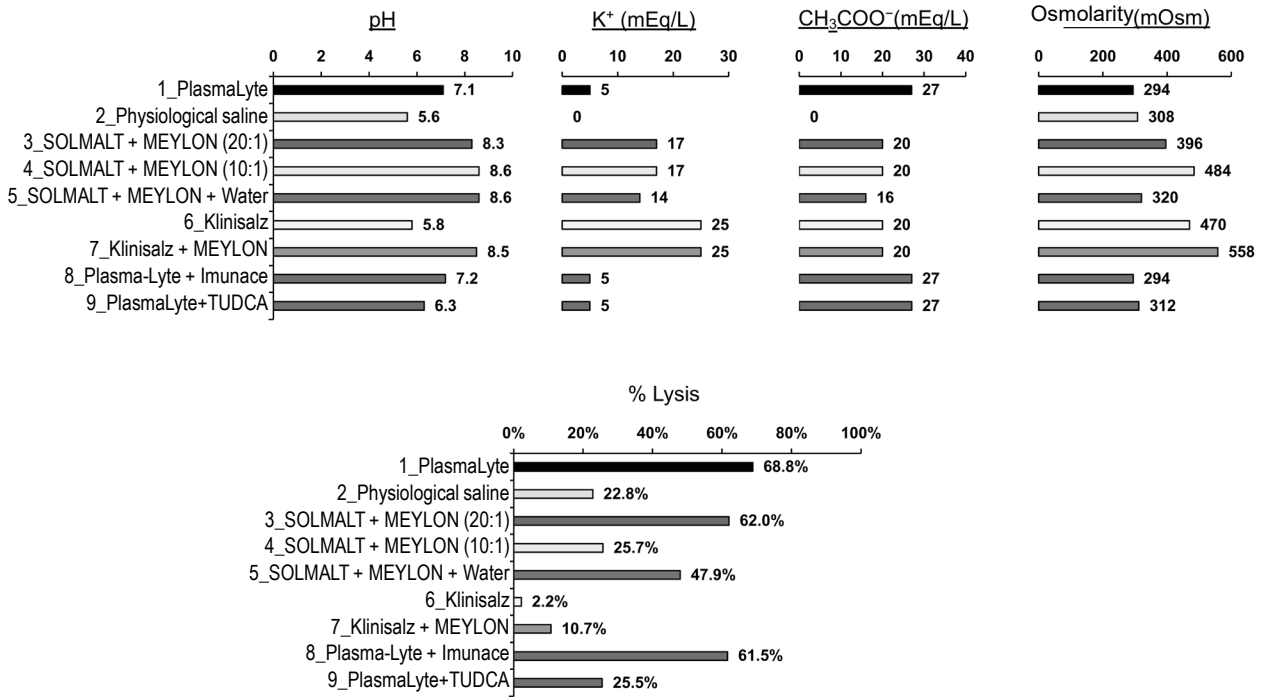 pH K⁺ (mEq/L) CH3COO⁻(mEq/L) Osmolarity(mOsm)
0 2 4 6 8 10 0 10 20 30 0 10 20 30 40 0 200 400 600
1_PlasmaLyte 7.1 5 27 294
2_Physiological saline 5.6 0 0 308
3_SOLMALT + MEYLON (20:1) 8.3 17 20 396
4_SOLMALT + MEYLON (10:1) 8.6 17 20 484
5_SOLMALT + MEYLON + Water 8.6 14 16 320
6_Klinisalz 5.8 25 20 470
7_Klinisalz + MEYLON 8.5 25 20 558
8_Plasma-Lyte + Imunace 7.2 5 27 294
9_PlasmaLyte+TUDCA 6.3 5 27 312
% Lysis
0% 20% 40% 60% 80% 100%
1_PlasmaLyte 68.8%
2_Physiological saline 22.8%
3_SOLMALT + MEYLON (20:1) 62.0%
4_SOLMALT + MEYLON (10:1) 25.7%
5_SOLMALT + MEYLON + Water 47.9%
6_Klinisalz 2.2%
7_Klinisalz + MEYLON 10.7%
8_Plasma-Lyte + Imunace 61.5%
9_PlasmaLyte+TUDCA 25.5%